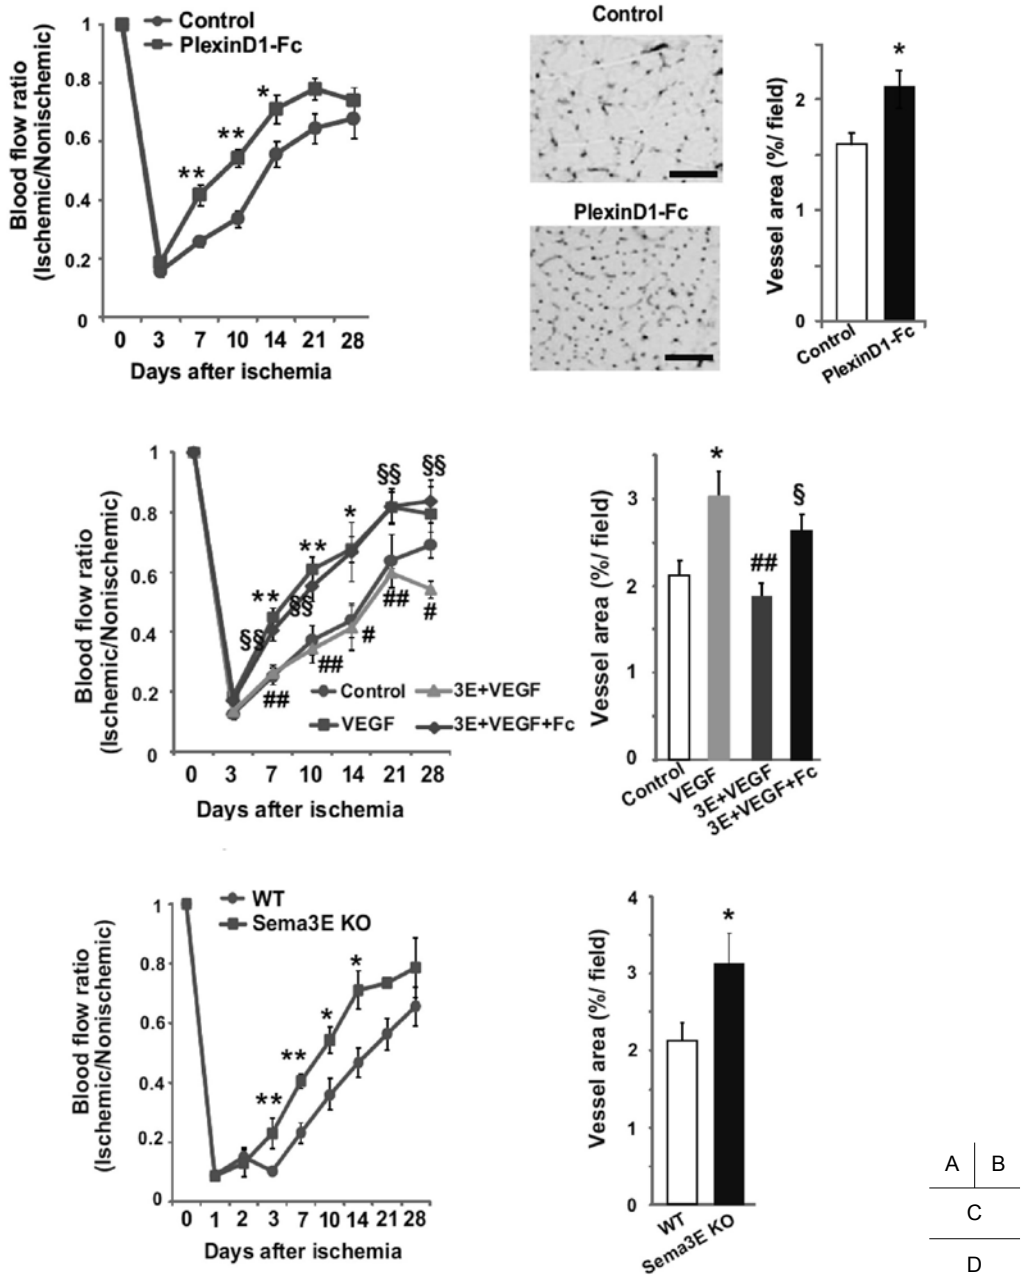 Control
PlexinD1-Fc
Blood flow ratio
(Ischemic/Nonischemic)
1
0.8
0.6
0.4
0.2
0
*
**
**
0 3 7 10 14 21 28
Days after ischemia
Control
PlexinD1-Fc
Vessel area (%/ field)
2
1
0
*
Control
PlexinD1-Fc
Blood flow ratio
(Ischemic/Nonischemic)
1
0.8
0.6
0.4
0.2
0
§§ §§
*
**
**
§§
§§
## #
#
##
##
Control 3E+VEGF
VEGF 3E+VEGF+Fc
0 3 7 10 14 21 28
Days after ischemia
Vessel area (%/ field)
3
2
1
0
*
§
##
Control
VEGF
3E+VEGF
3E+VEGF+Fc
WT
Sema3E KO
Blood flow ratio
(Ischemic/Nonischemic)
1
0.8
0.6
0.4
0.2
0
*
*
**
**
0 1 2 3 7 10 14 21 28
Days after ischemia
Vessel area (%/ field)
4
3
2
1
0
*
WT
Sema3E KO
A B
C
D